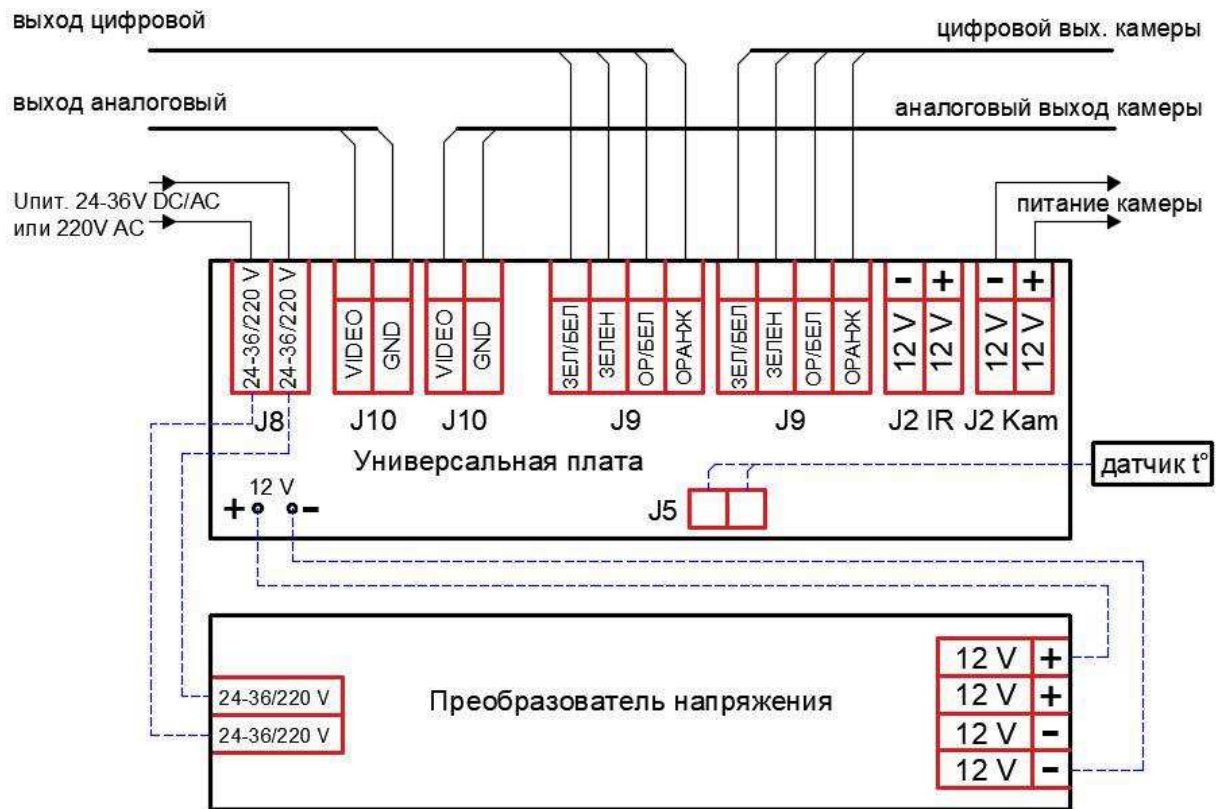 выход цифровой
цифровой вых. камеры
выход аналоговый
аналоговый выход камеры
Uпит. 24-36V DC/AC
или 220V AC
питание камеры
24-36/220 V
24-36/220 V
VIDEO
GND
VIDEO
GND
ЗЕЛ/БЕЛ
ЗЕЛЕН
ОР/БЕЛ
ОРАНЖ
ЗЕЛ/БЕЛ
ЗЕЛЕН
ОР/БЕЛ
ОРАНЖ
- +
12 V
12 V
- +
12 V
12 V
J8
J10
J10
J9
J9
J2 IR
J2 Kam
Универсальная плата
датчик t°
12 V
+ -
J5
12 V +
12 V +
12 V -
12 V -
24-36/220 V
24-36/220 V
Преобразователь напряжения